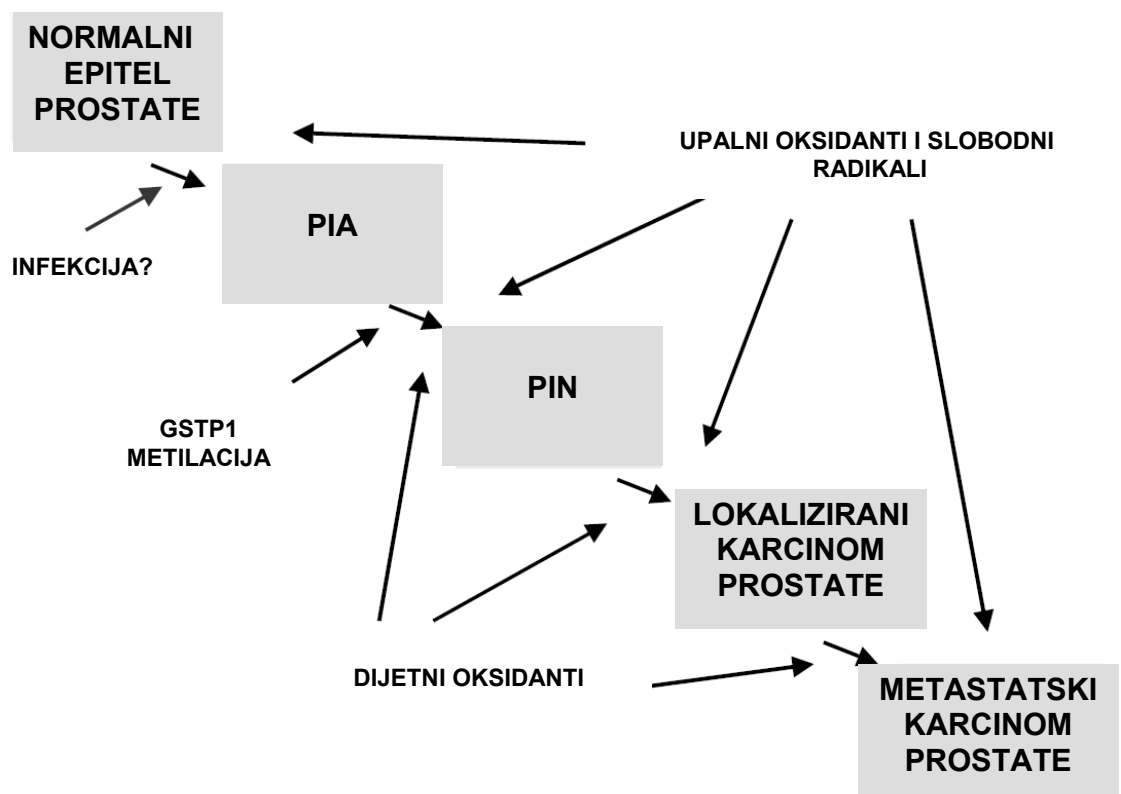 NORMALNI
EPITEL
PROSTATE
UPALNI OKSIDANTI I SLOBODNI
RADIKALI
PIA
INFEKCIJA?
PIN
GSTP1
METILACIJA
LOKALIZIRANI
KARCINOM
PROSTATE
DIJETNI OKSIDANTI
METASTATSKI
KARCINOM
PROSTATE